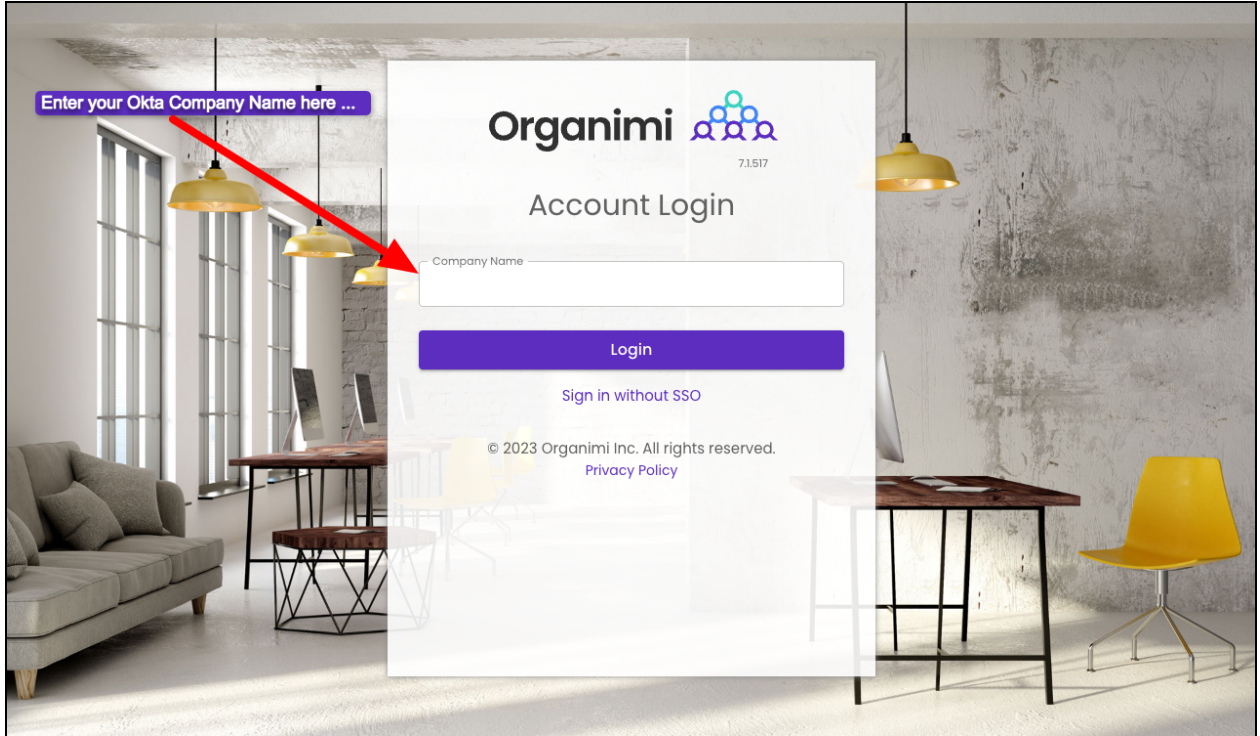 Enter your Okta Company Name here ...
Organimi
7.1.517
Account Login
Company Name
Login
Sign in without SSO
© 2023 Organimi Inc. All rights reserved.
Privacy Policy